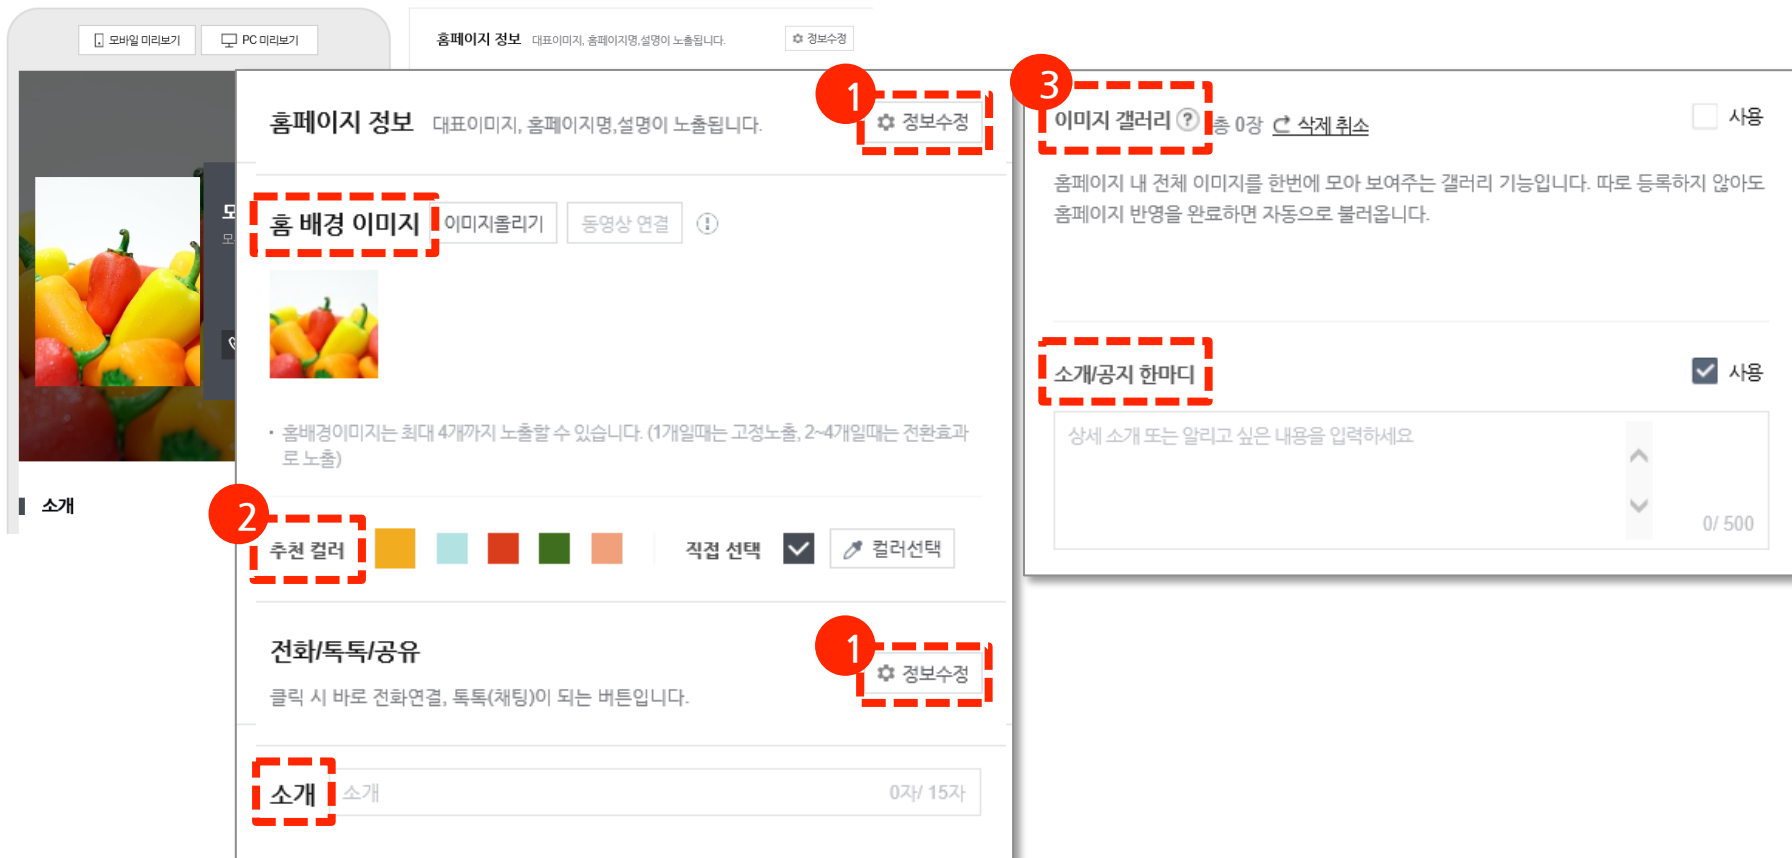 모바일 미리보기
PC 미리보기
홈페이지 정보 대표이미지, 홈페이지명,설명이 노출됩니다.
정보수정
소개
홈페이지 정보 대표이미지, 홈페이지명,설명이 노출됩니다.
1
정보수정
홈 배경 이미지
이미지올리기
동영상 연결
홈배경이미지는 최대 4개까지 노출할 수 있습니다. (1개일때는 고정노출, 2~4개일때는 전환효과
로 노출)
2
추천 컬러
직접 선택
컬러선택
전화/톡톡/공유
1
정보수정
클릭 시 바로 전화연결, 톡톡(채팅)이 되는 버튼입니다.
소개
소개
0자/ 15자
3
이미지 갤러리 ? 총 0장 삭제 취소
사용
홈페이지 내 전체 이미지를 한번에 모아 보여주는 갤러리 기능입니다. 따로 등록하지 않아도
홈페이지 반영을 완료하면 자동으로 불러옵니다.
소개/공지 한마디
사용
상세 소개 또는 알리고 싶은 내용을 입력하세요
0/ 500